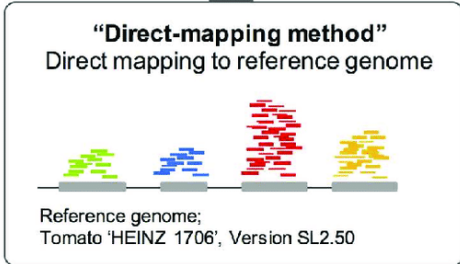 “Direct-mapping method”
Direct mapping to reference genome
Reference genome;
Tomato ‘HEINZ 1706’, Version SL2.50